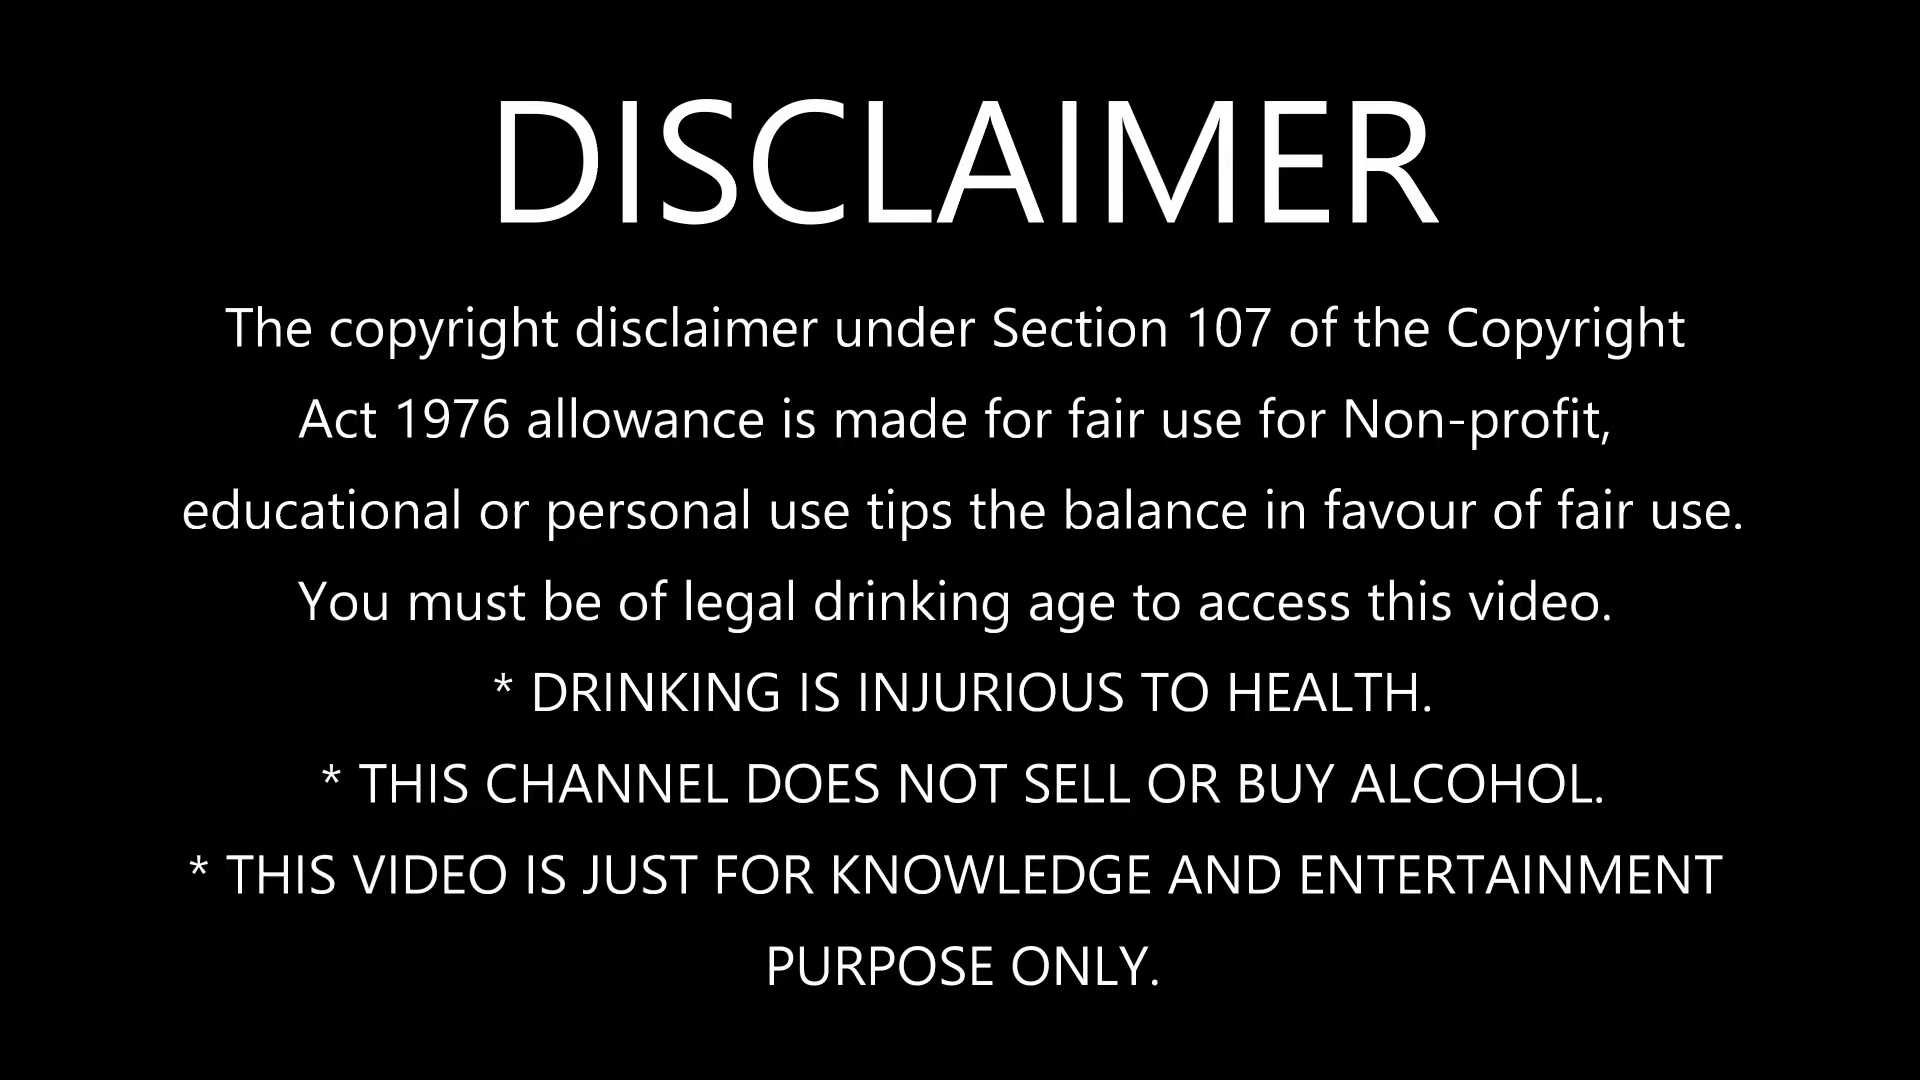 DISCLAIMER
The copyright disclaimer under Section 107 of the Copyright
Act 1976 allowance is made for fair use for Non-profit,
educational or personal use tips the balance in favour of fair use.
You must be of legal drinking age to access this video.
* DRINKING IS INJURIOUS TO HEALTH.
* THIS CHANNEL DOES NOT SELL OR BUY ALCOHOL.
* THIS VIDEO IS JUST FOR KNOWLEDGE AND ENTERTAINMENT
PURPOSE ONLY.